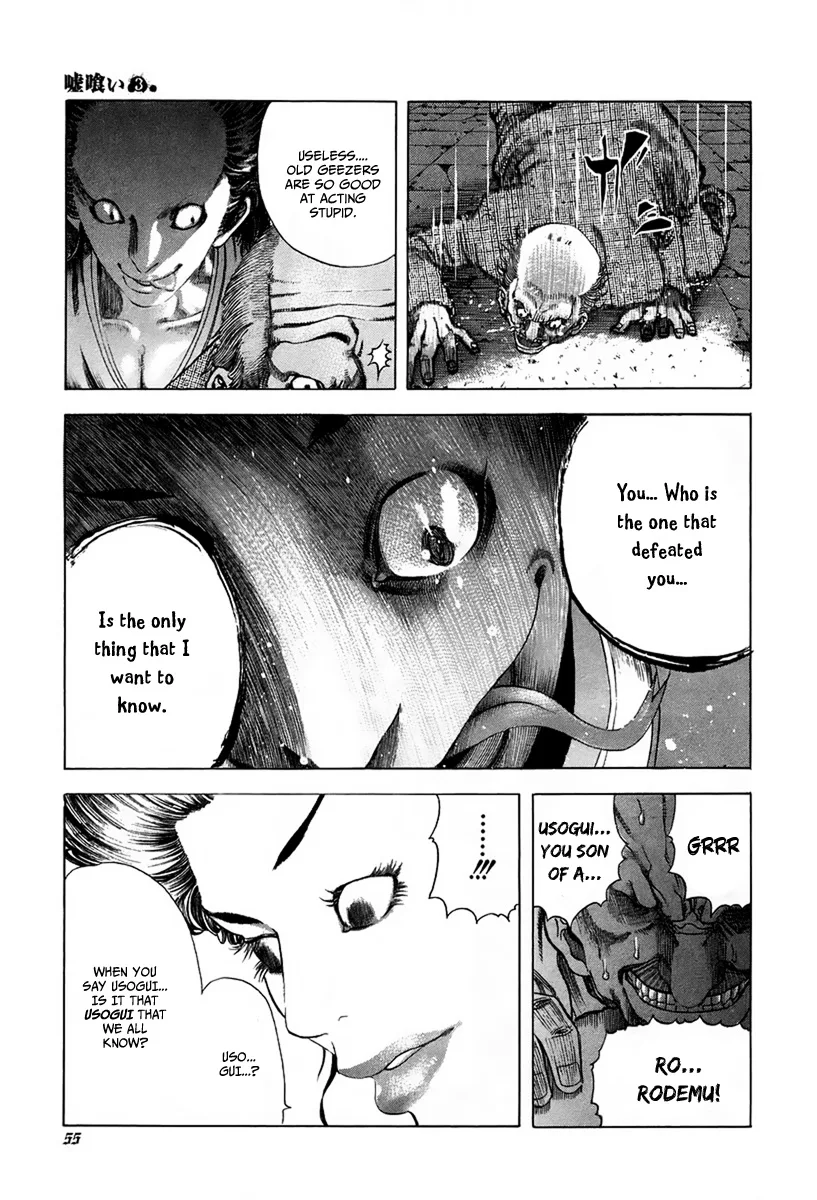 嘘喰い③.
ザッ
USELESS....
OLD GEEZERS
ARE SO GOOD
AT ACTING
STUPID.
You... Who is
the one that
defeated
you...
Is the only
thing that I
want to
know.
GRRR
USOGUI...
YOU SON
OF A...
RO...
RODEMU!
......!!!
USO...
GUI...?
WHEN YOU
SAY USOGUI...
IS IT THAT
USOGUI THAT
WE ALL
KNOW?
55